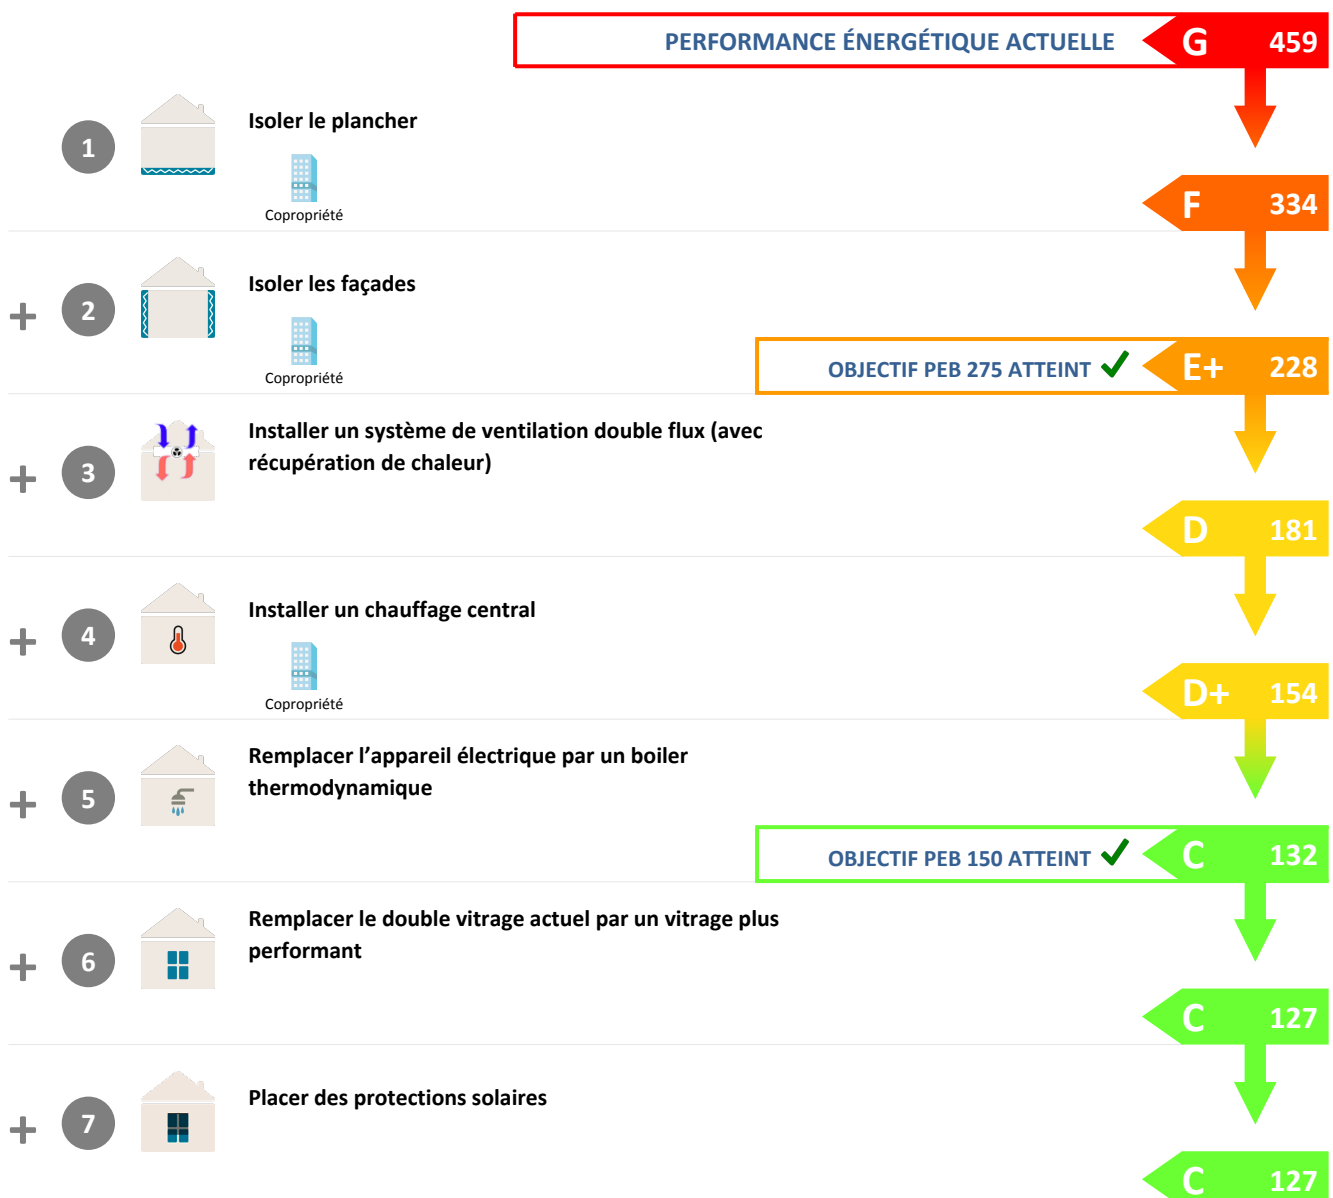 PERFORMANCE ÉNERGÉTIQUE ACTUELLE G 459
1 Isoler le plancher
Copropriété
F 334
+ 2 Isoler les façades
Copropriété
OBJECTIF PEB 275 ATTEINT ✓ E+ 228
Installer un système de ventilation double flux (avec
récupération de chaleur)
+ 3
D 181
+ 4 Installer un chauffage central
Copropriété
D+ 154
Remplacer l’appareil électrique par un boiler
thermodynamique
+ 5
OBJECTIF PEB 150 ATTEINT ✓ C 132
Remplacer le double vitrage actuel par un vitrage plus
performant
+ 6
C 127
+ 7 Placer des protections solaires
C 127